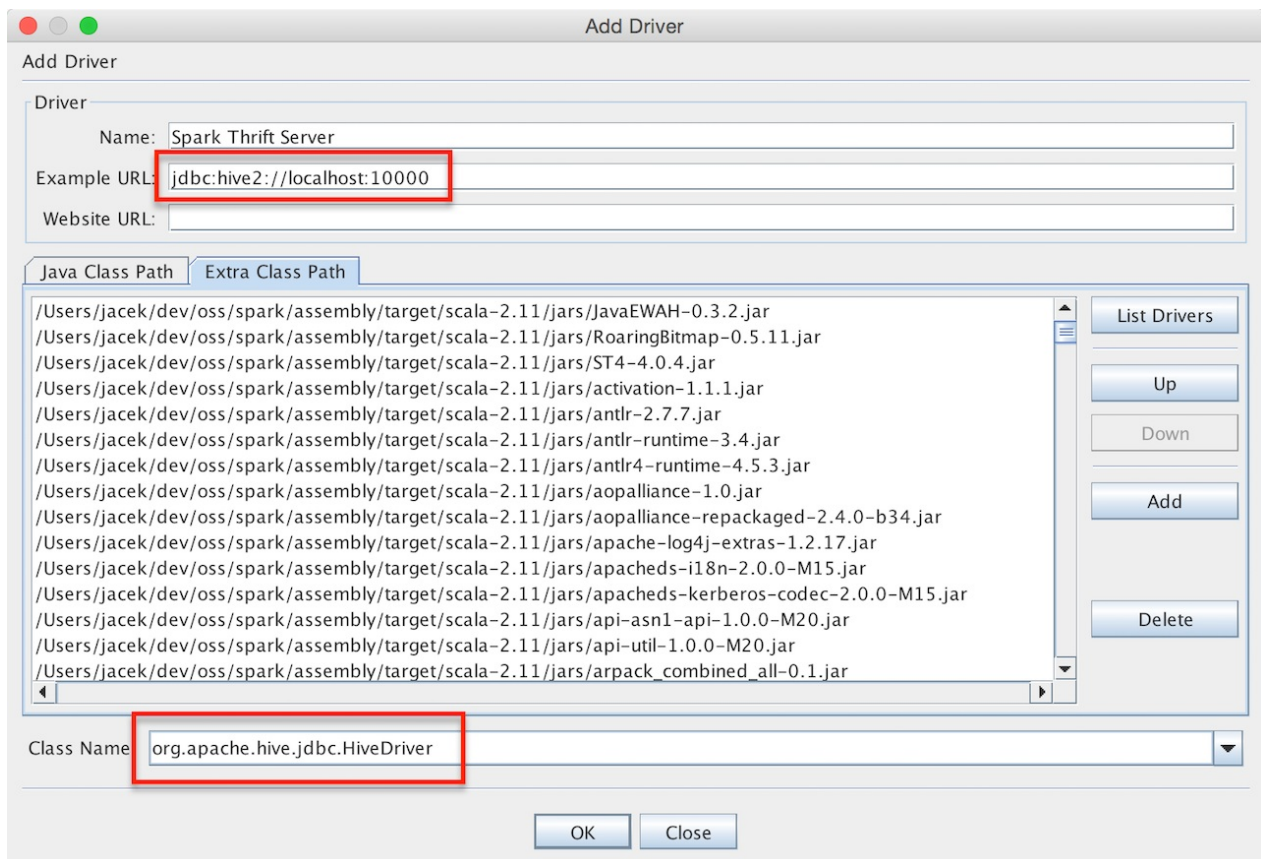 Add Driver
Add Driver
Driver
Name: Spark Thrift Server
Example URL: jdbc:hive2://localhost:10000
Website URL:
Java Class Path Extra Class Path
/Users/jacek/dev/oss/spark/assembly/target/scala-2.11/jars/JavaEWAH-0.3.2.jar
/Users/jacek/dev/oss/spark/assembly/target/scala-2.11/jars/RoaringBitmap-0.5.11.jar
/Users/jacek/dev/oss/spark/assembly/target/scala-2.11/jars/ST4-4.0.4.jar
/Users/jacek/dev/oss/spark/assembly/target/scala-2.11/jars/activation-1.1.1.jar
/Users/jacek/dev/oss/spark/assembly/target/scala-2.11/jars/antlr-2.7.7.jar
/Users/jacek/dev/oss/spark/assembly/target/scala-2.11/jars/antlr-runtime-3.4.jar
/Users/jacek/dev/oss/spark/assembly/target/scala-2.11/jars/antlr4-runtime-4.5.3.jar
/Users/jacek/dev/oss/spark/assembly/target/scala-2.11/jars/aopalliance-1.0.jar
/Users/jacek/dev/oss/spark/assembly/target/scala-2.11/jars/aopalliance-repackaged-2.4.0-b34.jar
/Users/jacek/dev/oss/spark/assembly/target/scala-2.11/jars/apache-log4j-extras-1.2.17.jar
/Users/jacek/dev/oss/spark/assembly/target/scala-2.11/jars/apacheds-i18n-2.0.0-M15.jar
/Users/jacek/dev/oss/spark/assembly/target/scala-2.11/jars/apacheds-kerberos-codec-2.0.0-M15.jar
/Users/jacek/dev/oss/spark/assembly/target/scala-2.11/jars/api-asn1-api-1.0.0-M20.jar
/Users/jacek/dev/oss/spark/assembly/target/scala-2.11/jars/api-util-1.0.0-M20.jar
/Users/jacek/dev/oss/spark/assembly/target/scala-2.11/jars/arpack_combined_all-0.1.jar
List Drivers
Up
Down
Add
Delete
Class Name org.apache.hive.jdbc.HiveDriver
OK Close